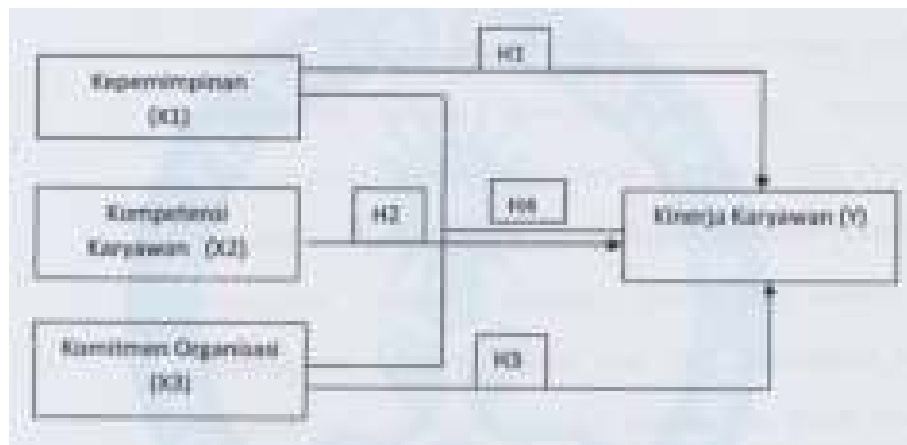 H1
Kepemimpinan
(X1)
Kompetensi
Karyawan (X2)
H2
H4
Kinerja Karyawan (Y)
Komitmen Organisasi
(X3)
H3